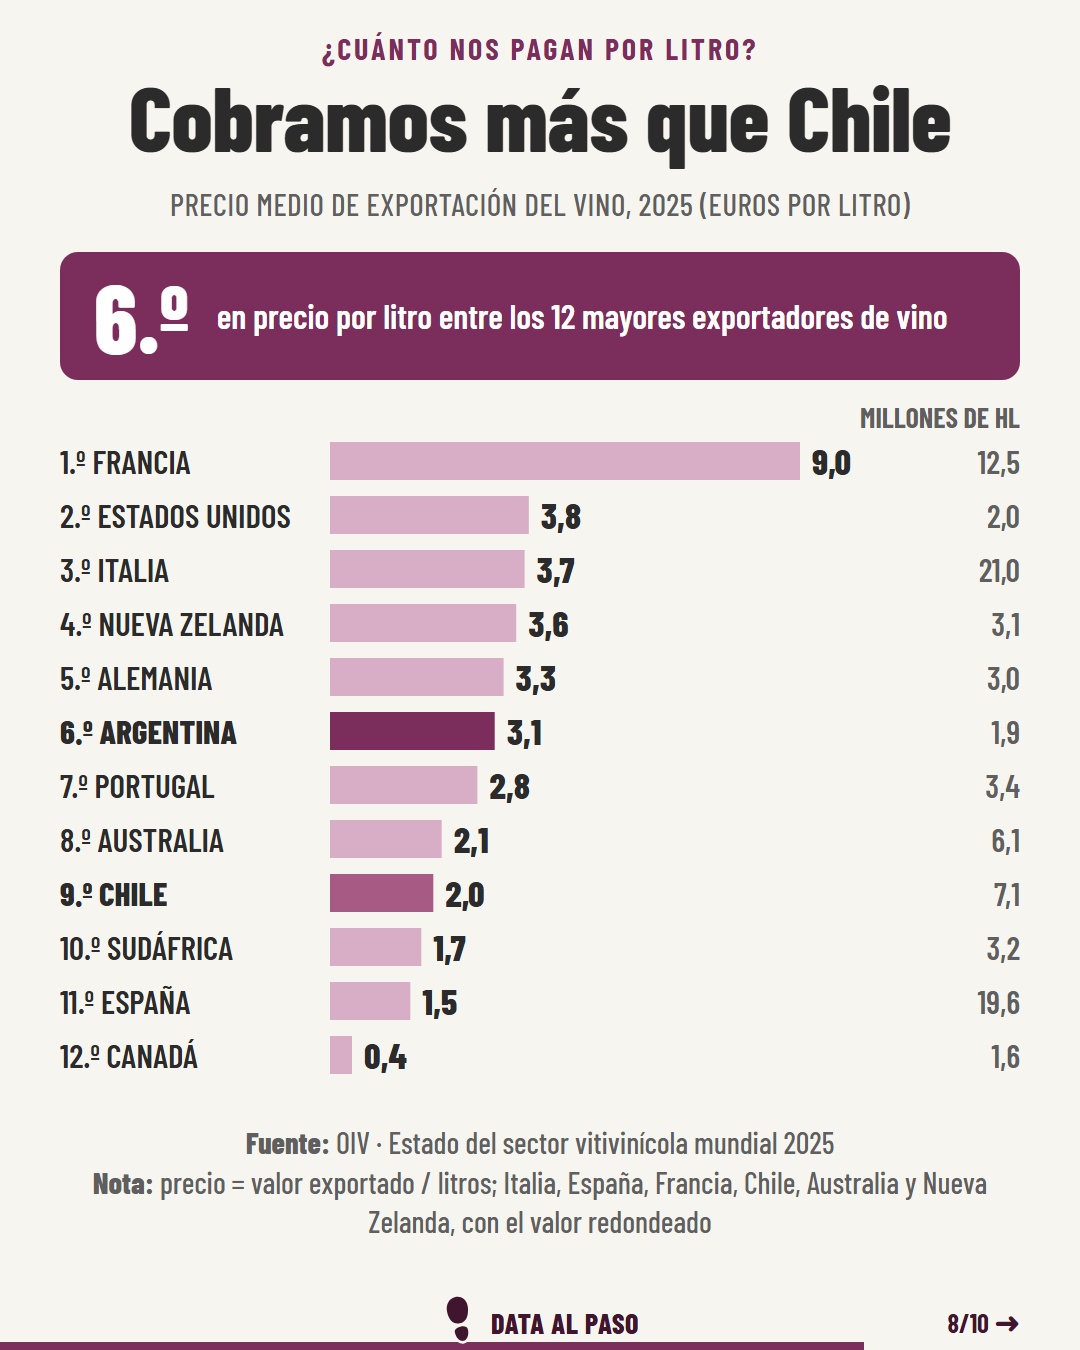 ¿CUÁNTO NOS PAGAN POR LITRO?
Cobramos más que Chile
PRECIO MEDIO DE EXPORTACIÓN DEL VINO, 2025 (EUROS POR LITRO)
6.º en precio por litro entre los 12 mayores exportadores de vino
MILLONES DE HL
1.º FRANCIA 9,0 12,5
2.º ESTADOS UNIDOS 3,8 2,0
3.º ITALIA 3,7 21,0
4.º NUEVA ZELANDA 3,6 3,1
5.º ALEMANIA 3,3 3,0
6.º ARGENTINA 3,1 1,9
7.º PORTUGAL 2,8 3,4
8.º AUSTRALIA 2,1 6,1
9.º CHILE 2,0 7,1
10.º SUDÁFRICA 1,7 3,2
11.º ESPAÑA 1,5 19,6
12.º CANADÁ 0,4 1,6
Fuente: OIV · Estado del sector vitivinícola mundial 2025
Nota: precio = valor exportado / litros; Italia, España, Francia, Chile, Australia y Nueva
Zelanda, con el valor redondeado
DATA AL PASO
8/10 →